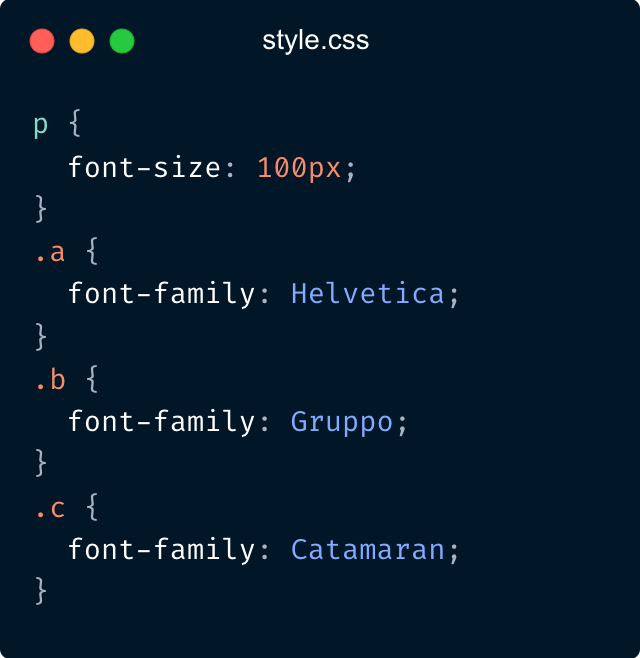 style.css
p {
  font-size: 100px;
}
.a {
  font-family: Helvetica;
}
.b {
  font-family: Gruppo;
}
.c {
  font-family: Catamaran;
}